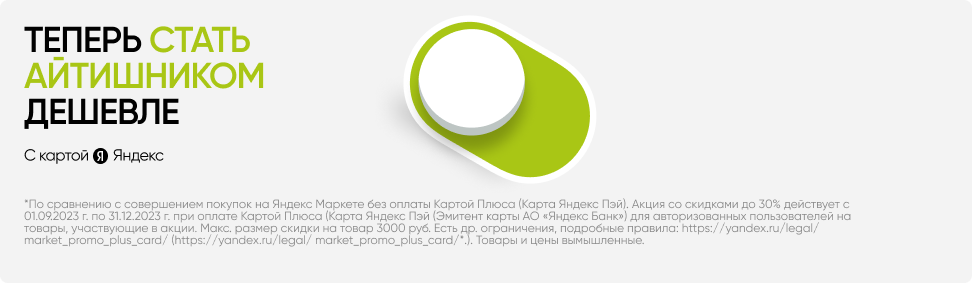 ТЕПЕРЬ СТАТЬ
АЙТИШНИКОМ
ДЕШЕВЛЕ
С картой Я Яндекс
*По сравнению с совершением покупок на Яндекс Маркете без оплаты Картой Плюса (Карта Яндекс Пэй). Акция со скидками до 30% действует с
01.09.2023 г. по 31.12.2023 г. при оплате Картой Плюса (Карта Яндекс Пэй (Эмитент карты АО «Яндекс Банк») для авторизованных пользователей на
товары, участвующие в акции. Макс. размер скидки на товар 3000 руб. Есть др. ограничения, подробные правила: https://yandex.ru/legal/
market_promo_plus_card/ (https://yandex.ru/legal/ market_promo_plus_card/*.). Товары и цены вымышленные.